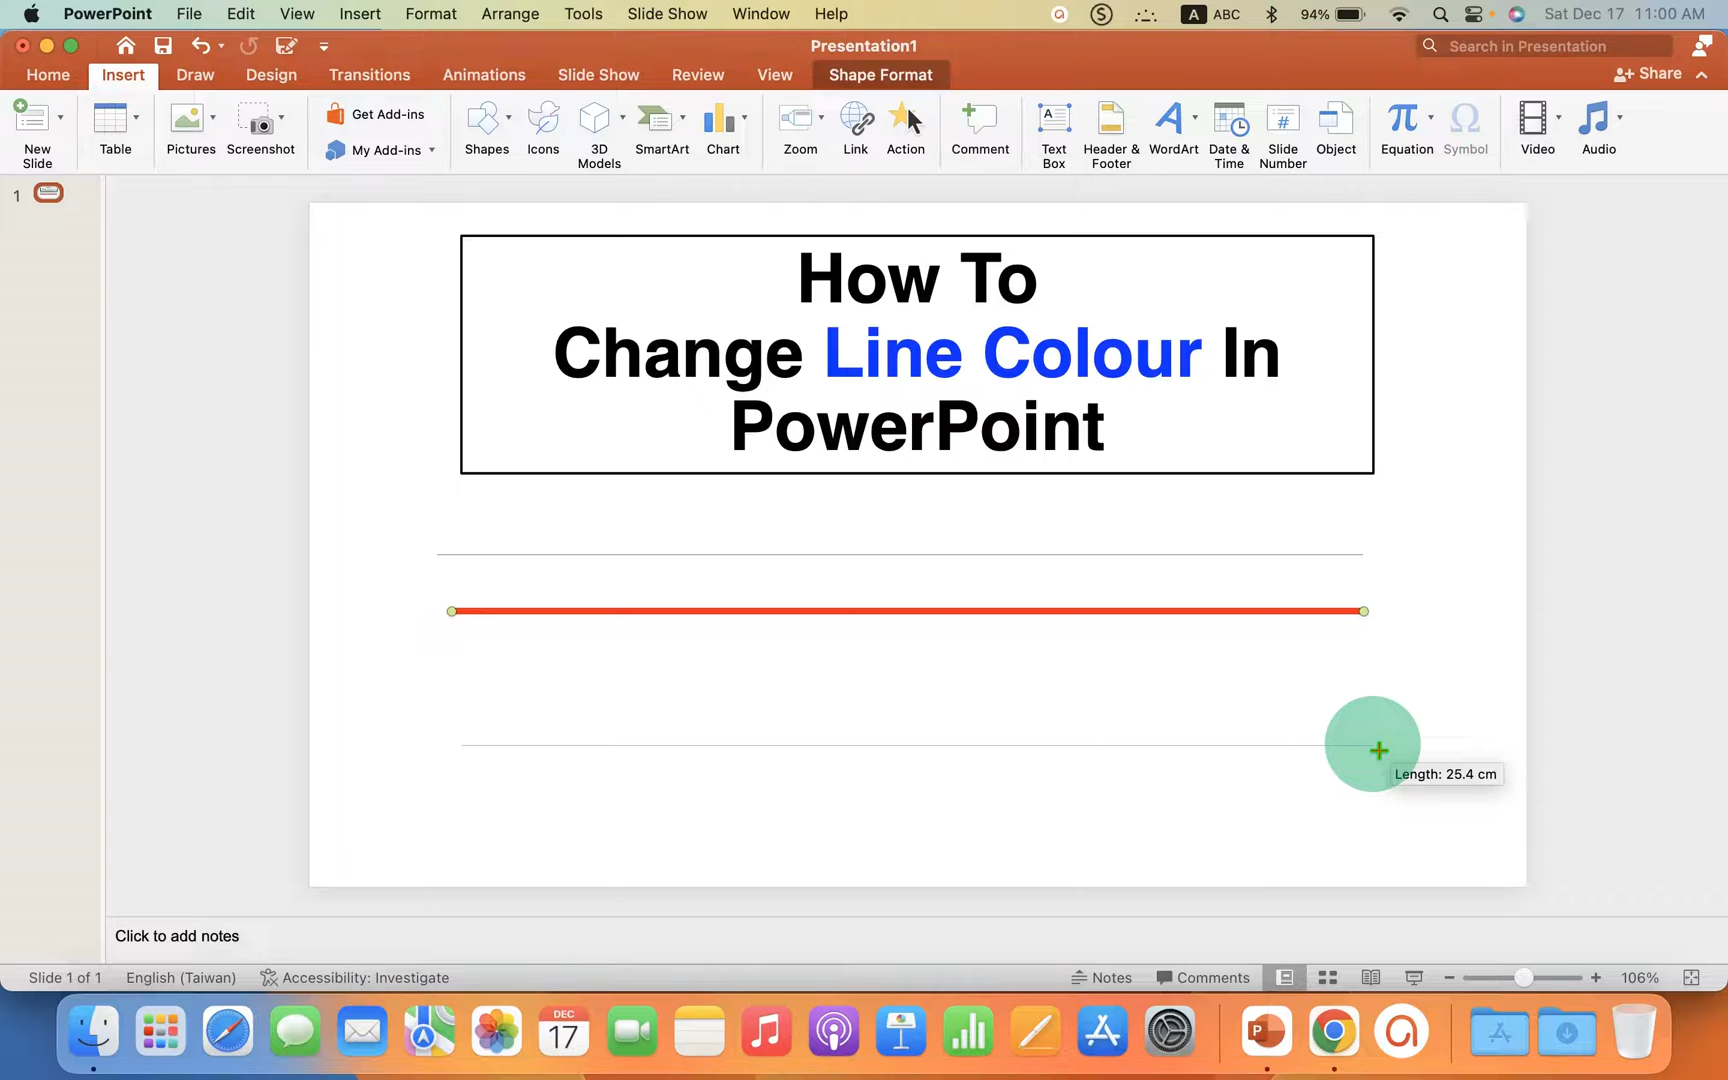 PowerPoint File Edit View Insert Format Arrange Tools Slide Show Window Help A ABC 94% Sat Dec 17 11:00 AM
Presentation1
Search in Presentation
Home Insert Draw Design Transitions Animations Slide Show Review View Shape Format Share
New Slide
Table
Pictures
Screenshot
Get Add-ins
My Add-ins
Shapes
Icons
3D Models
SmartArt
Chart
Zoom
Link
Action
Comment
Text Box
Header & Footer
WordArt
Date & Time
Slide Number
Object
Equation
Symbol
Video
Audio
1
How To
Change Line Colour In
PowerPoint
Length: 25.4 cm
Click to add notes
Slide 1 of 1 English (Taiwan) Accessibility: Investigate Notes Comments 106%
DEC
17